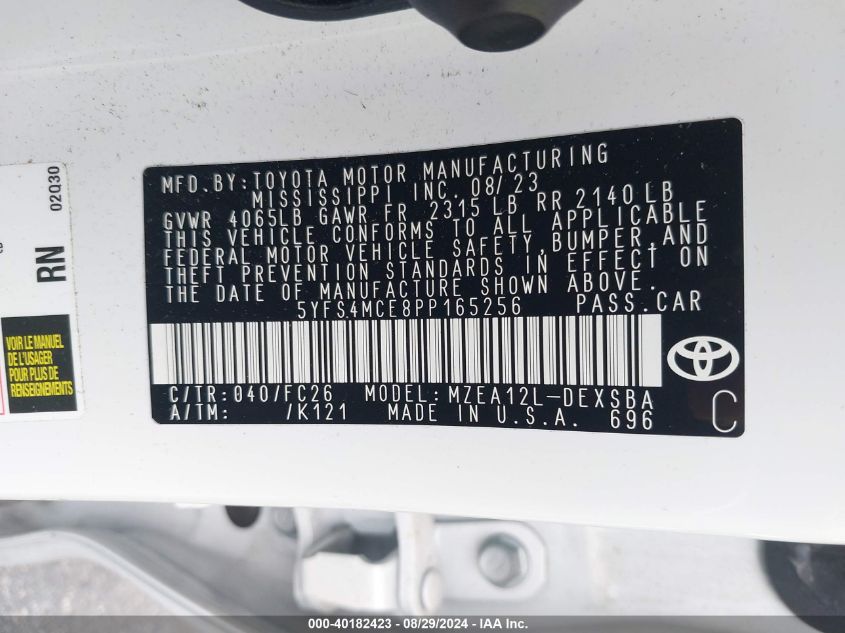 MFD. BY: TOYOTA MOTOR MANUFACTURING
MISSISSIPPI INC. 08/23
GVWR 4065LB GAWR FR 2315 LB RR 2140 LB
THIS VEHICLE CONFORMS TO ALL APPLICABLE
FEDERAL MOTOR VEHICLE SAFETY, BUMPER, AND
THEFT PREVENTION STANDARDS IN EFFECT ON
THE DATE OF MANUFACTURE SHOWN ABOVE.
5YFS4MCE8PP165256 PASS. CAR
C/TR: 040/FC26 MODEL: MZEA12L-DEXSBA
A/TM: /K121 MADE IN U.S.A. 696
C
RN 02Q30
VOIR LE MANUEL
DE L'USAGER
POUR PLUS DE
RENSEIGNEMENTS
000-40182423 - 08/29/2024 - IAA Inc.